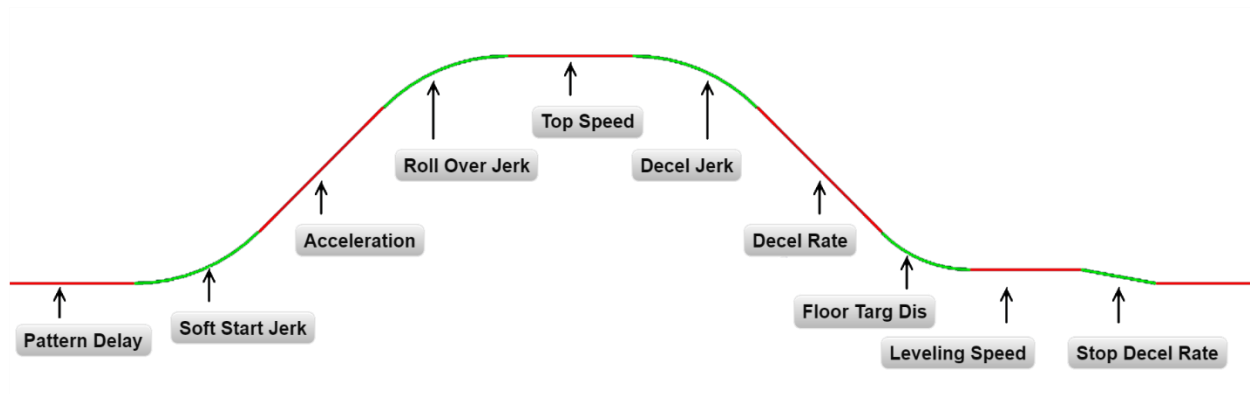 Top Speed
Roll Over Jerk
Decel Jerk
Acceleration
Decel Rate
Floor Targ Dis
Soft Start Jerk
Pattern Delay
Leveling Speed
Stop Decel Rate